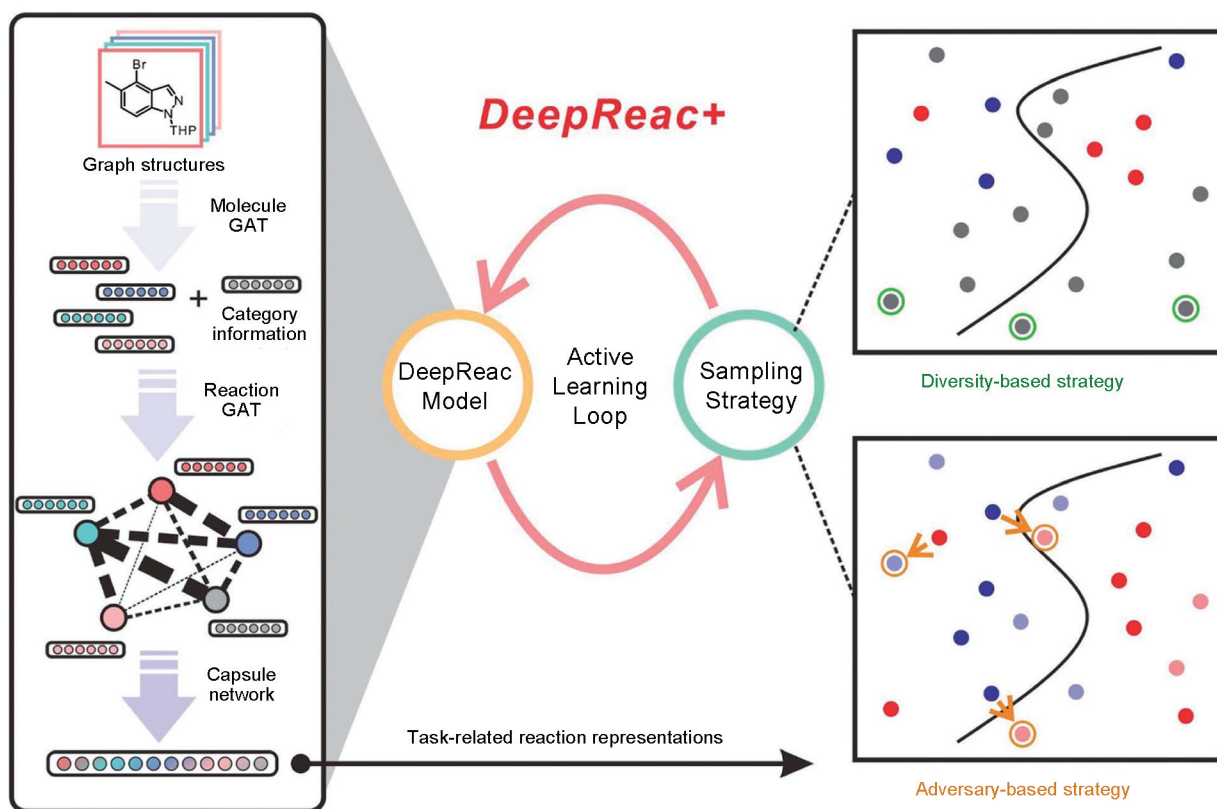 Br
N
N
THP
Graph structures
Molecule
GAT
+
Category
information
Reaction
GAT
Capsule
network
DeepReac+
DeepReac
Model
Active
Learning
Loop
Sampling
Strategy
Task-related reaction representations
Diversity-based strategy
Adversary-based strategy